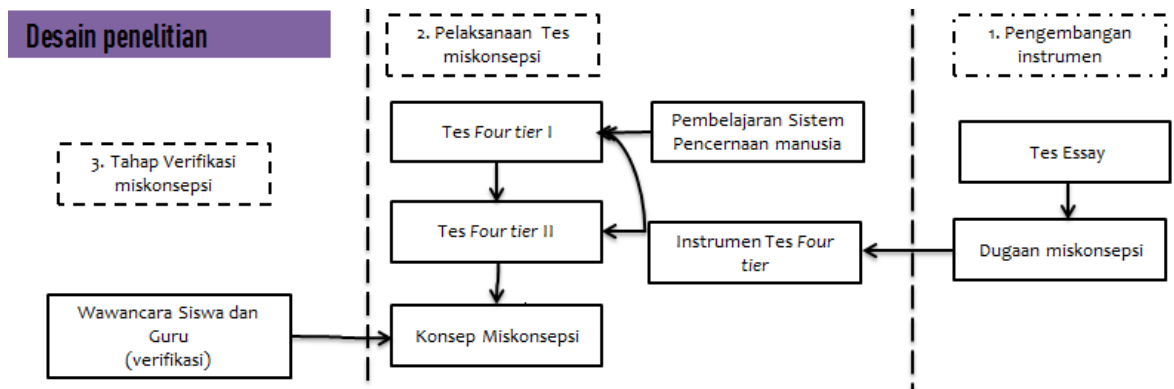 Desain penelitian
2. Pelaksanaan Tes
miskonsepsi
1. Pengembangan
instrumen
Tes Four tier I
Pembelajaran Sistem
Pencernaan manusia
Tes Essay
3. Tahap Verifikasi
miskonsepsi
Tes Four tier II
Instrumen Tes Four
tier
Dugaan miskonsepsi
Wawancara Siswa dan
Guru
(verifikasi)
Konsep Miskonsepsi